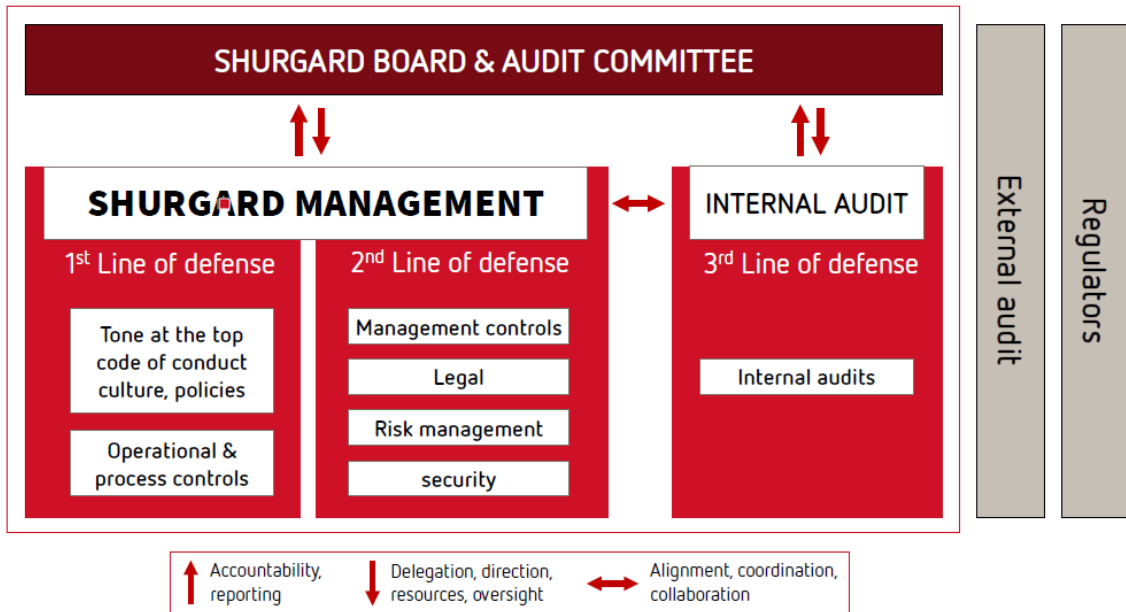 SHURGARD BOARD & AUDIT COMMITTEE
SHURGARD MANAGEMENT
INTERNAL AUDIT
1st Line of defense
2nd Line of defense
3rd Line of defense
Tone at the top
code of conduct
culture, policies
Operational &
process controls
Management controls
Legal
Risk management
security
Internal audits
External audit
Regulators
Accountability,
reporting
Delegation, direction,
resources, oversight
Alignment, coordination,
collaboration